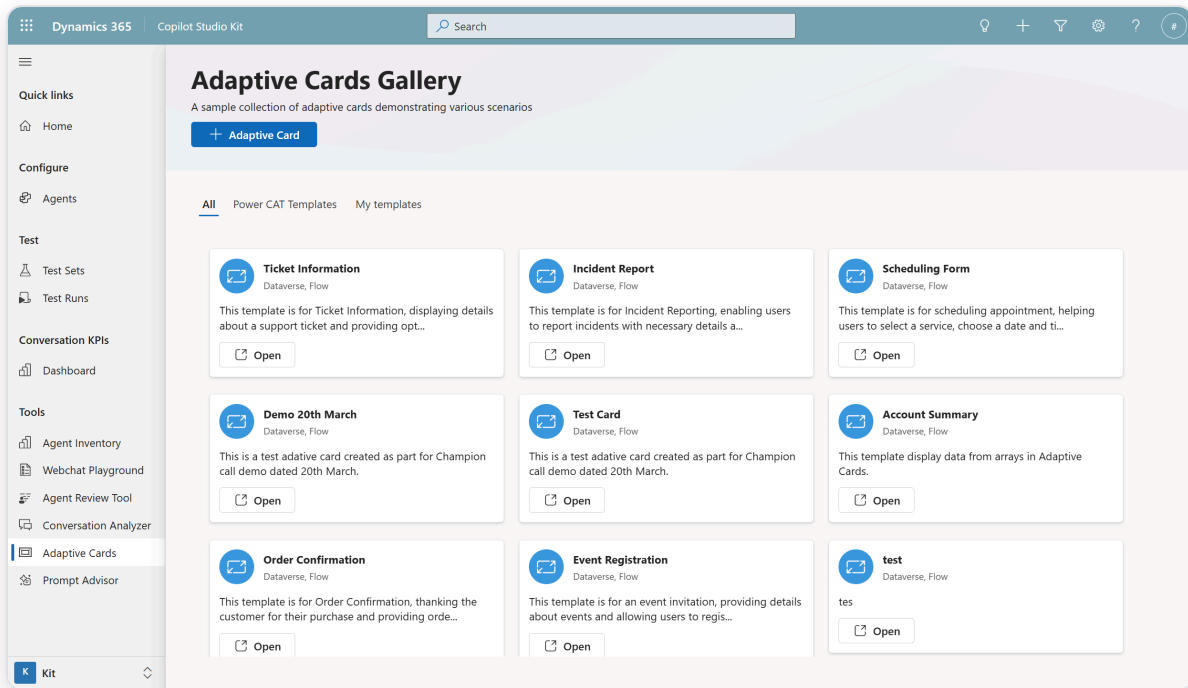 Dynamics 365
Copilot Studio Kit
Search
?
#
Quick links
Home
Configure
Agents
Test
Test Sets
Test Runs
Conversation KPIs
Dashboard
Tools
Agent Inventory
Webchat Playground
Agent Review Tool
Conversation Analyzer
Adaptive Cards
Prompt Advisor
K Kit
Adaptive Cards Gallery
A sample collection of adaptive cards demonstrating various scenarios
+ Adaptive Card
All Power CAT Templates My templates
Ticket Information
Dataverse, Flow
This template is for Ticket Information, displaying details
about a support ticket and providing opt...
Open
Incident Report
Dataverse, Flow
This template is for Incident Reporting, enabling users
to report incidents with necessary details a...
Open
Scheduling Form
Dataverse, Flow
This template is for scheduling appointment, helping
users to select a service, choose a date and ti...
Open
Demo 20th March
Dataverse, Flow
This is a test adative card created as part for Champion
call demo dated 20th March.
Open
Test Card
Dataverse, Flow
This is a test adative card created as part for Champion
call demo dated 20th March.
Open
Account Summary
Dataverse, Flow
This template display data from arrays in Adaptive
Cards.
Open
Order Confirmation
Dataverse, Flow
This template is for Order Confirmation, thanking the
customer for their purchase and providing orde...
Open
Event Registration
Dataverse, Flow
This template is for an event invitation, providing details
about events and allowing users to regis...
Open
test
Dataverse, Flow
tes
Open